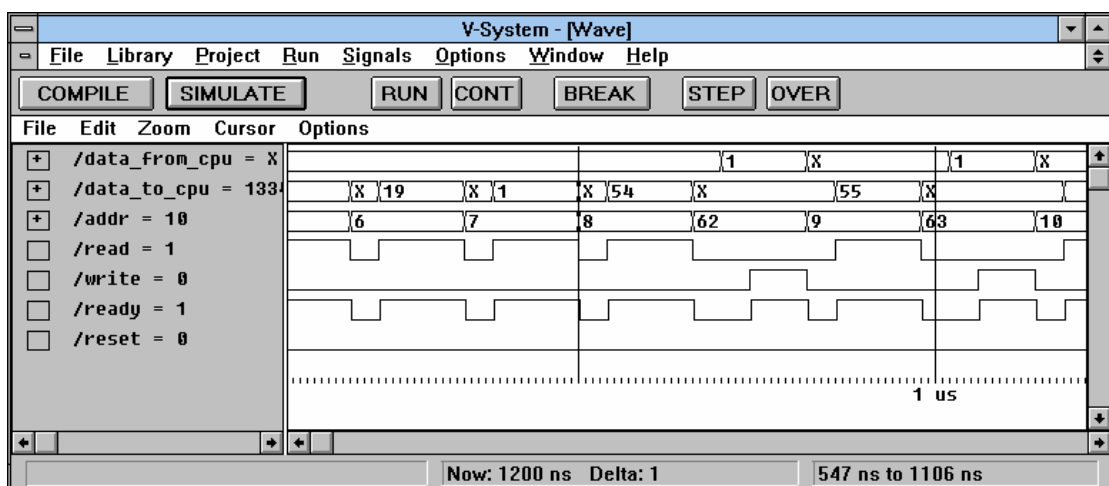 V-System - [Wave]
File Library Project Run Signals Options Window Help
COMPILE SIMULATE RUN CONT BREAK STEP OVER
File Edit Zoom Cursor Options
/data_from_cpu = X 1 X 1 X
/data_to_cpu = 1334 X 19 X 1 X 54 X 55 X
/addr = 10 6 7 8 62 9 63 10
/read = 1
/write = 0
/ready = 1
/reset = 0
1 us
Now: 1200 ns Delta: 1 547 ns to 1106 ns